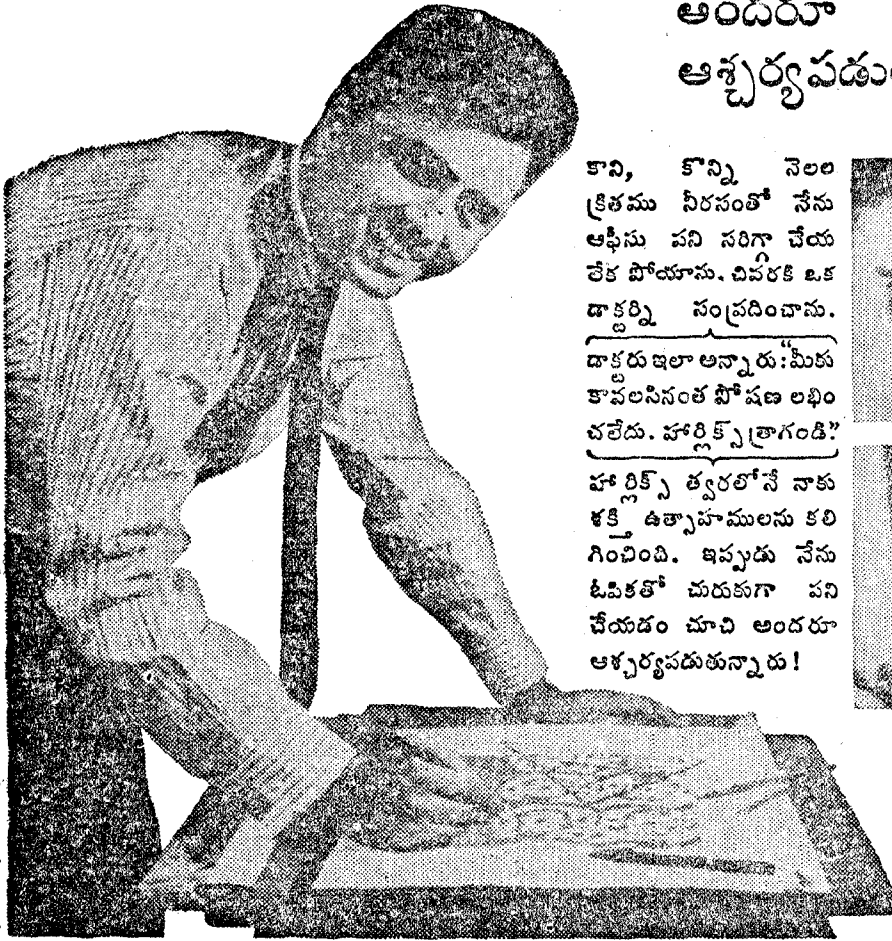 అందరూ
ఆశ్చర్యపడు
కాని, కొన్ని నెలల
క్రితము నీరసంతో నేను
ఆఫీసు పని సరిగ్గా చేయ
లేక పోయాను. చివరకి ఒక
డాక్టర్ని సంప్రదించాను.
డాక్టరు ఇలా అన్నారు: “మీకు
కావలసినంత పోషణ లభిం
చలేదు. హార్లిక్స్ త్రాగండి.”
హార్లిక్స్ త్వరలోనే నాకు
శక్తి ఉత్సాహములను కలి
గించింది. ఇప్పుడు నేను
ఓపికతో చురుకుగా పని
చేయడం చూచి అందరూ
ఆశ్చర్యపడుతున్నారు!